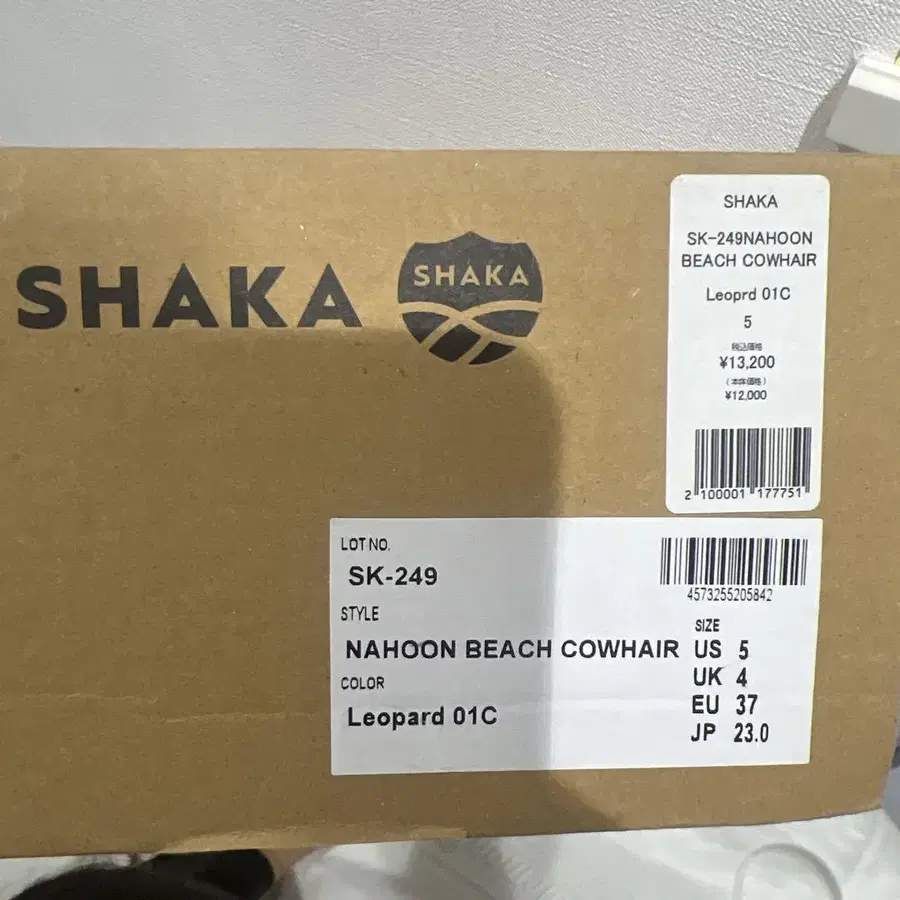 SHAKA
SHAKA
SHAKA
SK-249NAHOON
BEACH COWHAIR
Leoprd 01C
5
税込価格
¥13,200
(本体価格)
¥12,000
2 100001 177751
LOT NO.
SK-249
4573255205842
STYLE
NAHOON BEACH COWHAIR
COLOR
Leopard 01C
SIZE
US 5
UK 4
EU 37
JP 23.0